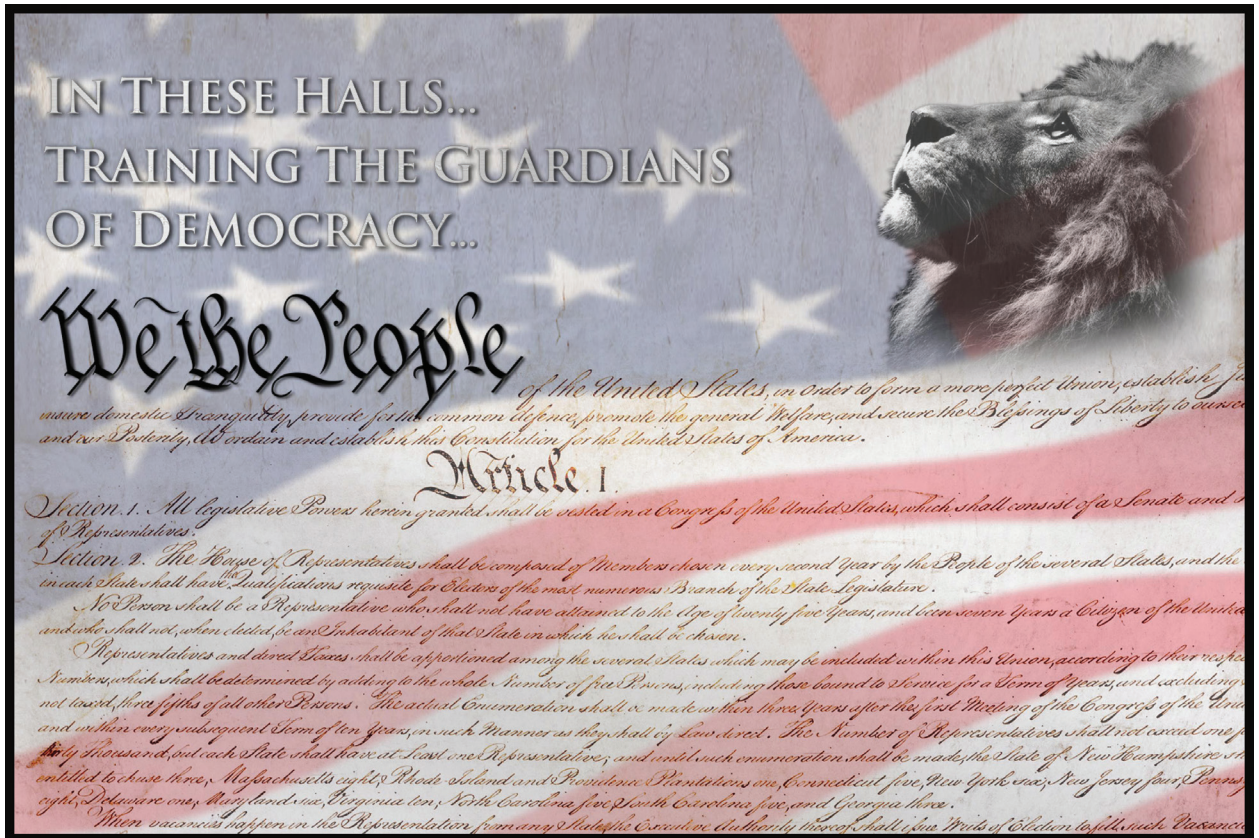 IN THESE HALLS...
TRAINING THE GUARDIANS
OF DEMOCRACY...
We the People
of the United States, in order to form a more perfect Union, establish
insure domestic Tranquility, provide for the common defence, promote the general Welfare, and secure the Blessings of Liberty to
and our Posterity, do ordain and establish this Constitution for the United States of America.
Article. I.
Section. 1. All legislative Powers herein granted shall be vested in a Congress of the United States, which shall consist of a Senate and
of Representatives.
Section. 2. The House of Representatives shall be composed of Members chosen every second Year by the People of the several States, and the
in each State shall have the Qualifications requisite for Electors of the most numerous Branch of the State Legislature.
No Person shall be a Representative who shall not have attained to the Age of twenty five Years, and been seven Years a Citizen of the United
and who shall not, when elected, be an Inhabitant of that State in which he shall be chosen.
Representatives and direct Taxes shall be apportioned among the several States which may be included within this Union, according to their
Numbers, which shall be determined by adding to the whole Number of free Persons, including those bound to Service for a Term of Years, and excluding
not taxed, three fifths of all other Persons. The actual Enumeration shall be made within three Years after the first Meeting of the Congress of the
and within every subsequent Term of ten Years, in such Manner as they shall by Law direct. The Number of Representatives shall not exceed one
thirty Thousand, but each State shall have at Least one Representative; and until such enumeration shall be made, the State of New Hampshire
entitled to chuse three, Massachusetts eight, Rhode Island and Providence Plantations one, Connecticut five, New York six, New Jersey four,
eight, Delaware one, Maryland six, Virginia ten, North Carolina five, South Carolina five, and Georgia three.
When vacancies happen in the Representation from any State, the Executive Authority thereof shall issue Writs of Election to fill such